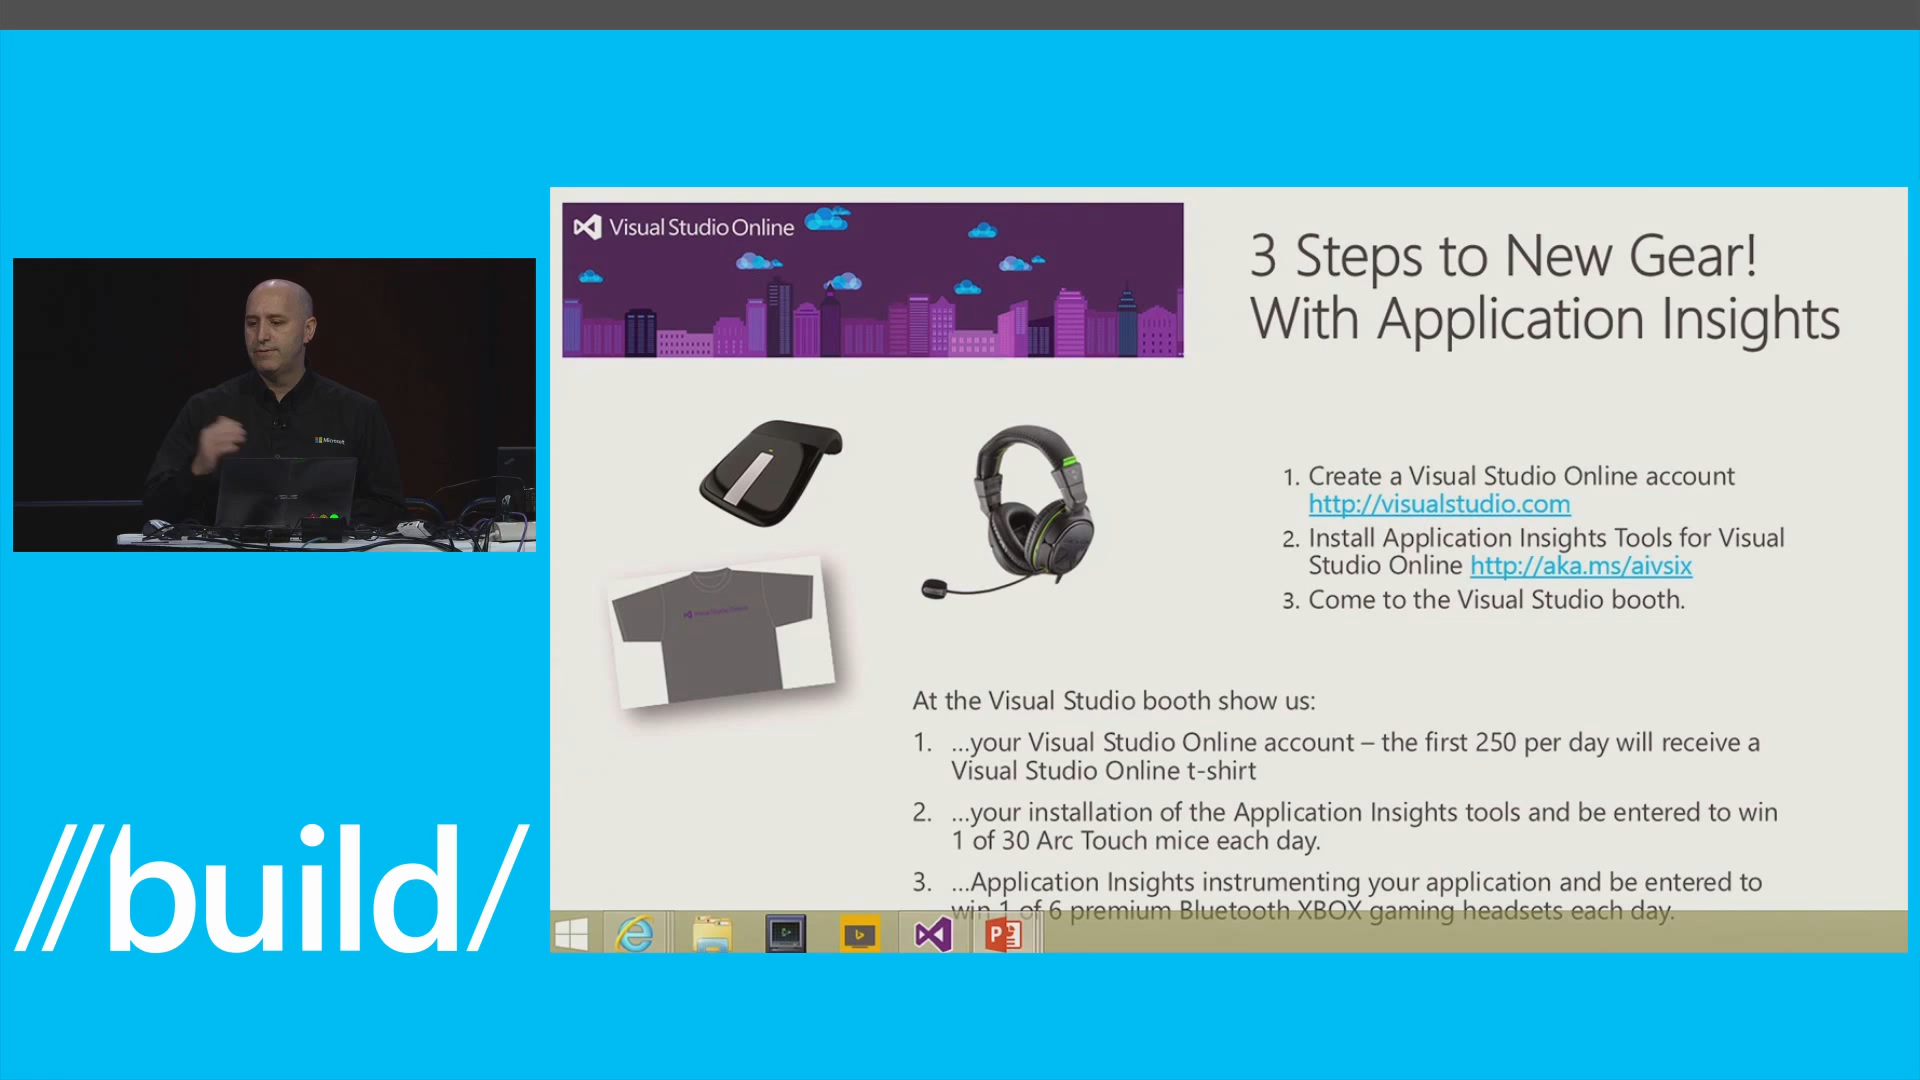 Visual Studio Online
3 Steps to New Gear!
With Application Insights
Microsoft
1. Create a Visual Studio Online account
http://visualstudio.com
2. Install Application Insights Tools for Visual
Studio Online http://aka.ms/aivsix
3. Come to the Visual Studio booth.
Visual Studio Online
At the Visual Studio booth show us:
1. ...your Visual Studio Online account – the first 250 per day will receive a
Visual Studio Online t-shirt
2. ...your installation of the Application Insights tools and be entered to win
1 of 30 Arc Touch mice each day.
3. ...Application Insights instrumenting your application and be entered to
win 1 of 6 premium Bluetooth XBOX gaming headsets each day.
//build/